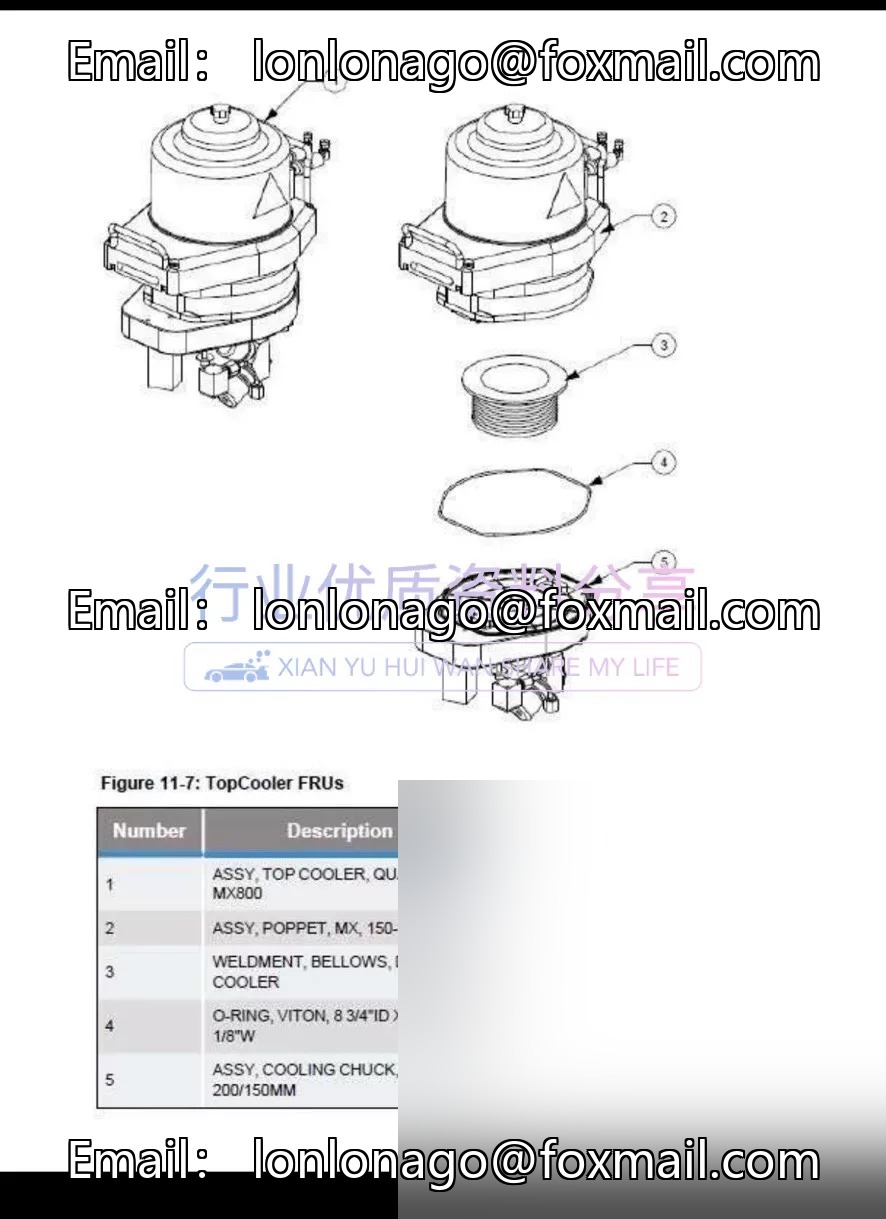 Email： lonlonago@foxmail.com
2
3
4
5
行业优质资料分享
Email： lonlonago@foxmail.com
XIAN YU HUI WAN SHARE MY LIFE
Figure 11-7: TopCooler FRUs
Number Description
1 ASSY, TOP COOLER,
MX800
2 ASSY, POPPET, MX, 150-
3 WELDMENT, BELLOWS,
COOLER
4 O-RING, VITON, 8 3/4"ID X
1/8"W
5 ASSY, COOLING CHUCK,
200/150MM
Email： lonlonago@foxmail.com